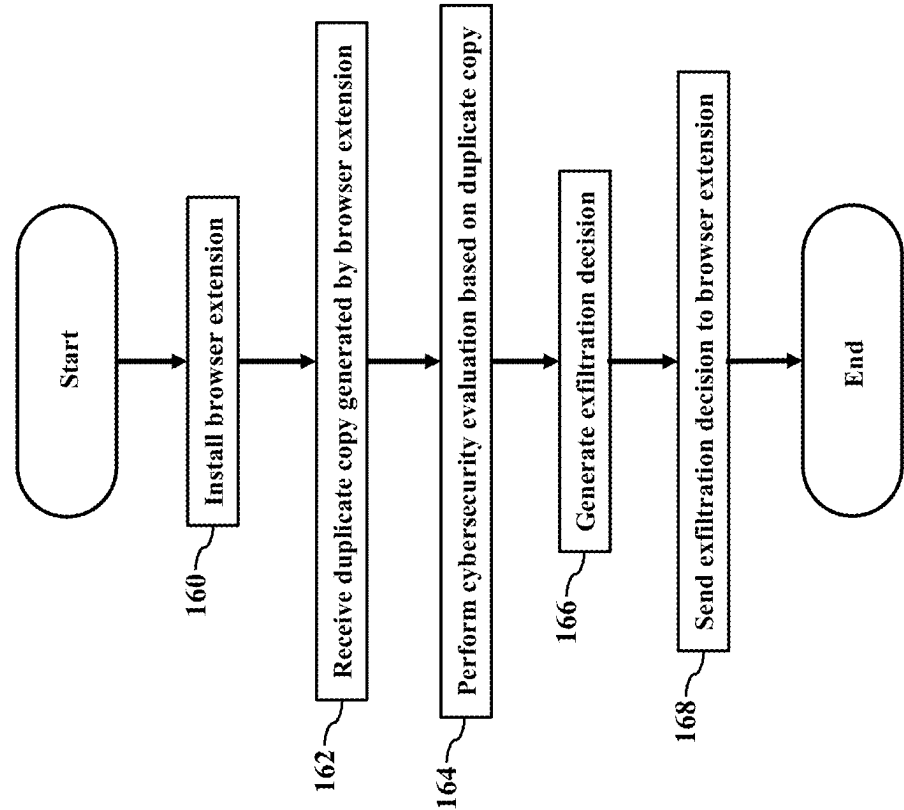 Start
Install browser extension
160
Receive duplicate copy generated by browser extension
162
Perform cybersecurity evaluation based on duplicate copy
164
Generate exfiltration decision
166
Send exfiltration decision to browser extension
168
End